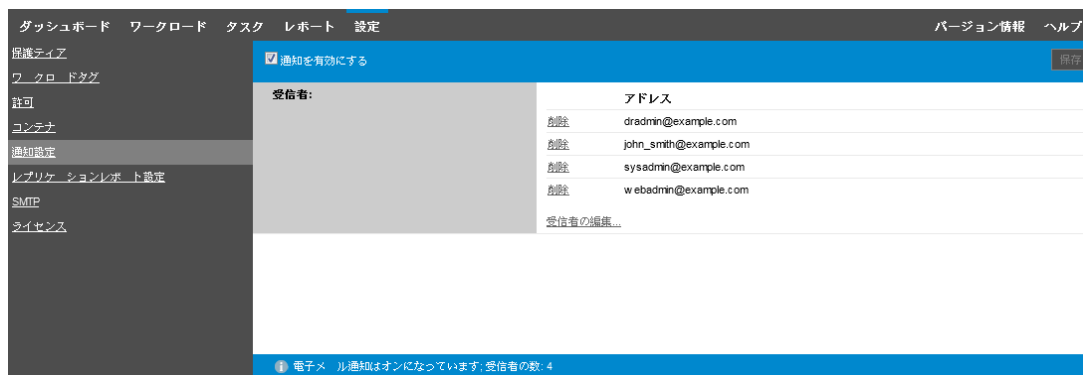 ダッシュボード ワークロード タスク レポート 設定 バージョン情報 ヘルプ
保護ティア
ワークロードタグ
許可
コンテナ
通知設定
レプリケーションレポート設定
SMTP
ライセンス
通知を有効にする 保存
受信者: アドレス
削除 dradmin@example.com
削除 john_smith@example.com
削除 sysadmin@example.com
削除 webadmin@example.com
受信者の編集...
電子メール通知はオンになっています; 受信者の数: 4